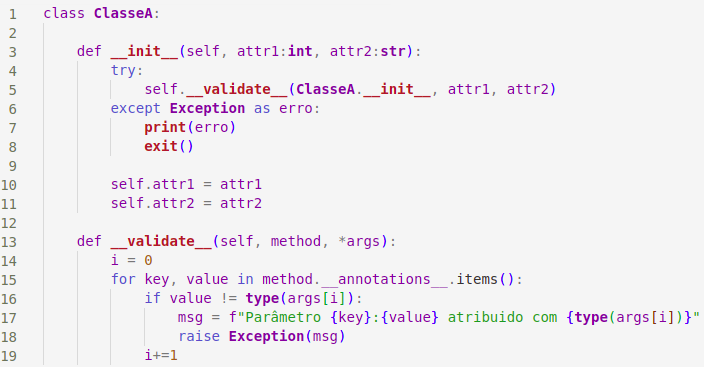 1 class ClasseA:
2
3     def __init__(self, attr1:int, attr2:str):
4         try:
5             self.__validate__(ClasseA.__init__, attr1, attr2)
6         except Exception as erro:
7             print(erro)
8             exit()
9
10         self.attr1 = attr1
11         self.attr2 = attr2
12
13     def __validate__(self, method, *args):
14         i = 0
15         for key, value in method.__annotations__.items():
16             if value != type(args[i]):
17                 msg = f"Parâmetro {key}:{value} atribuido com {type(args[i])}"
18                 raise Exception(msg)
19             i+=1